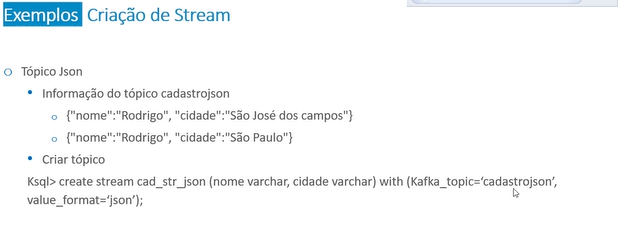 Exemplos Criação de Stream
Tópico Json
Informação do tópico cadastrojson
{"nome":"Rodrigo", "cidade":"São José dos campos"}
{"nome":"Rodrigo", "cidade":"São Paulo"}
Criar tópico
Ksql> create stream cad_str_json (nome varchar, cidade varchar) with (Kafka_topic=‘cadastrojson’,
value_format=‘json’);